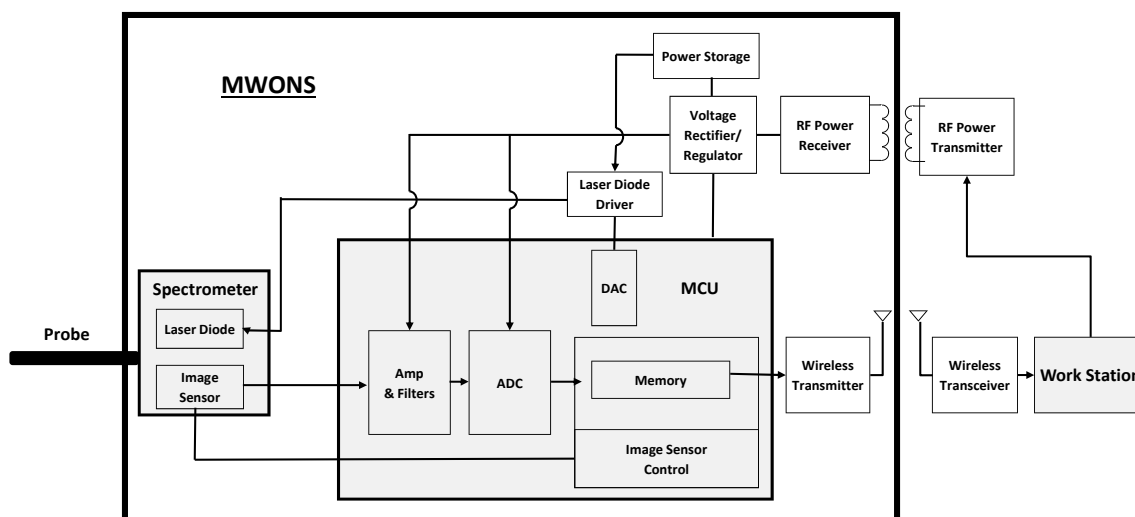 MWONS
Power Storage
Voltage
Rectifier/
Regulator
RF Power
Receiver
RF Power
Transmitter
Laser Diode
Driver
DAC
MCU
Spectrometer
Laser Diode
Probe
Image
Sensor
Amp
& Filters
ADC
Memory
Image Sensor
Control
Wireless
Transmitter
Wireless
Transceiver
Work Station